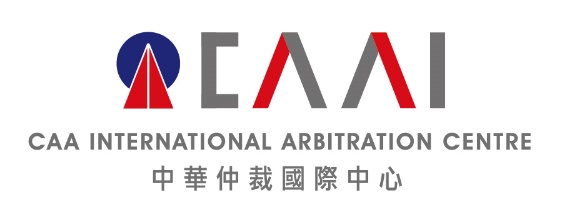 CAAI
CAA INTERNATIONAL ARBITRATION CENTRE
中華仲裁國際中心